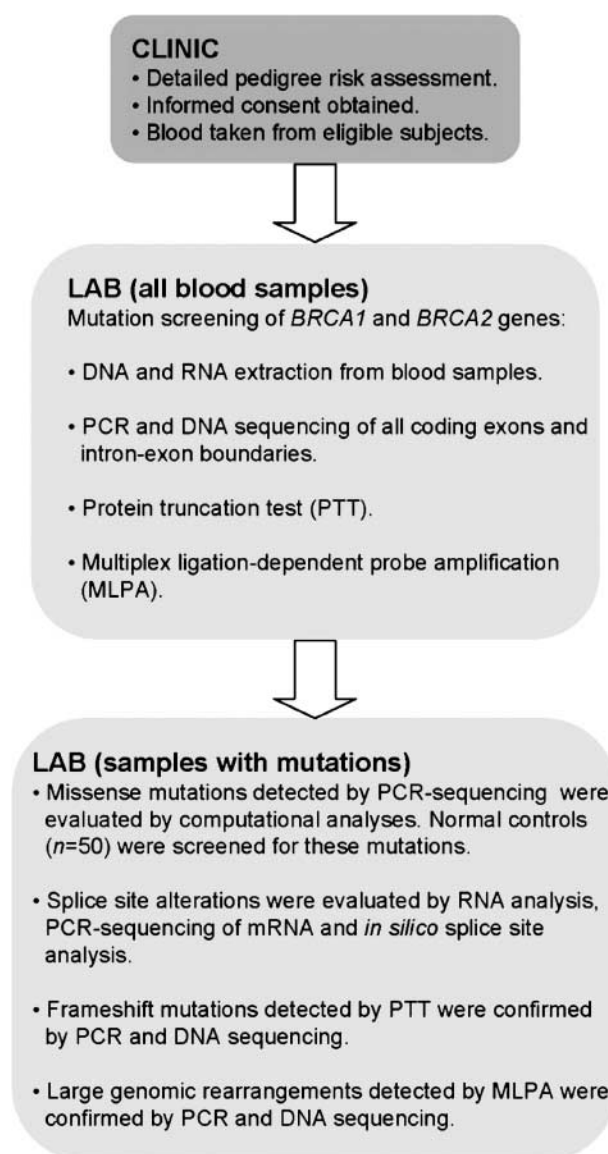 CLINIC
• Detailed pedigree risk assessment.
• Informed consent obtained.
• Blood taken from eligible subjects.
LAB (all blood samples)
Mutation screening of BRCA1 and BRCA2 genes:
• DNA and RNA extraction from blood samples.
• PCR and DNA sequencing of all coding exons and
intron-exon boundaries.
• Protein truncation test (PTT).
• Multiplex ligation-dependent probe amplification
(MLPA).
LAB (samples with mutations)
• Missense mutations detected by PCR-sequencing were
evaluated by computational analyses. Normal controls
(n=50) were screened for these mutations.
• Splice site alterations were evaluated by RNA analysis,
PCR-sequencing of mRNA and in silico splice site
analysis.
• Frameshift mutations detected by PTT were confirmed
by PCR and DNA sequencing.
• Large genomic rearrangements detected by MLPA were
confirmed by PCR and DNA sequencing.